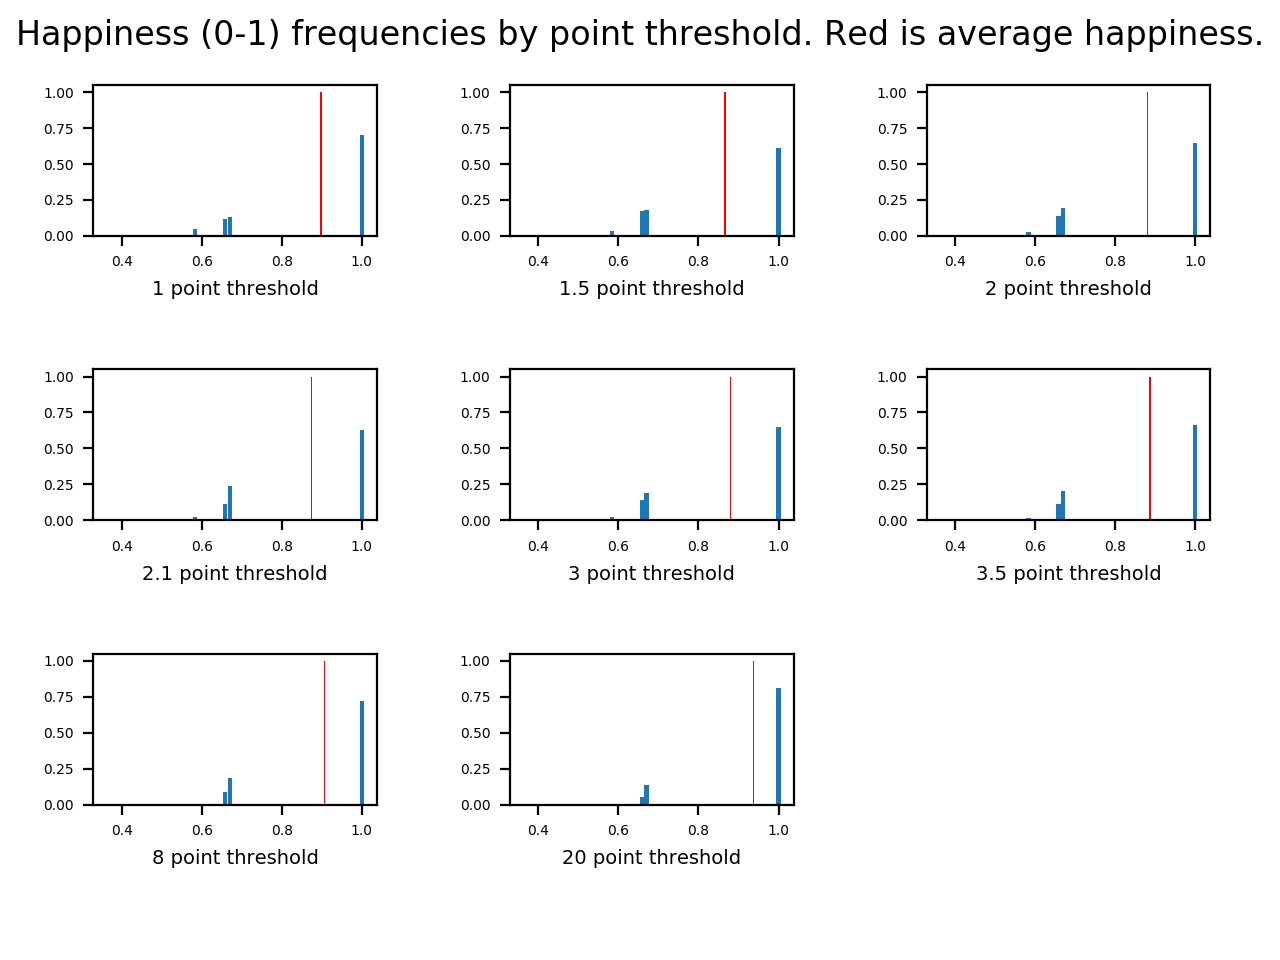 Happiness (0-1) frequencies by point threshold. Red is average happiness.
1.00 1.00 1.00
0.75 0.75 0.75
0.50 0.50 0.50
0.25 0.25 0.25
0.00 0.00 0.00
0.4 0.6 0.8 1.0 0.4 0.6 0.8 1.0 0.4 0.6 0.8 1.0
1 point threshold 1.5 point threshold 2 point threshold
1.00 1.00 1.00
0.75 0.75 0.75
0.50 0.50 0.50
0.25 0.25 0.25
0.00 0.00 0.00
0.4 0.6 0.8 1.0 0.4 0.6 0.8 1.0 0.4 0.6 0.8 1.0
2.1 point threshold 3 point threshold 3.5 point threshold
1.00 1.00
0.75 0.75
0.50 0.50
0.25 0.25
0.00 0.00
0.4 0.6 0.8 1.0 0.4 0.6 0.8 1.0
8 point threshold 20 point threshold